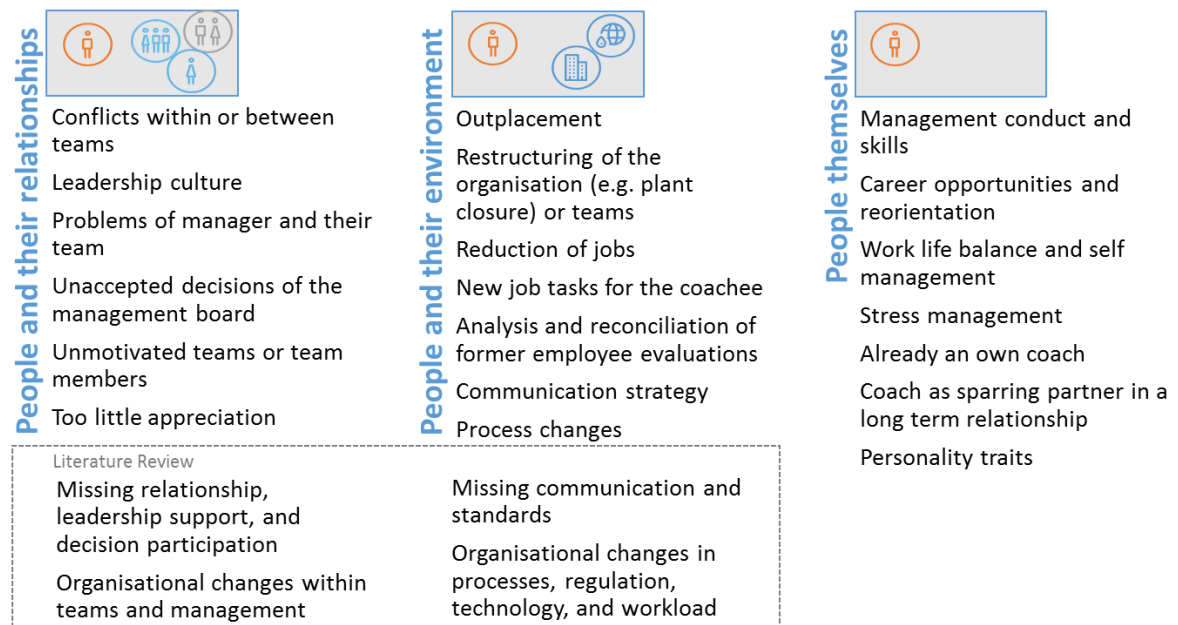 People and their relationships
Conflicts within or between
teams
Leadership culture
Problems of manager and their
team
Unaccepted decisions of the
management board
Unmotivated teams or team
members
Too little appreciation
People and their environment
Outplacement
Restructuring of the
organisation (e.g. plant
closure) or teams
Reduction of jobs
New job tasks for the coachee
Analysis and reconciliation of
former employee evaluations
Communication strategy
Process changes
People themselves
Management conduct and
skills
Career opportunities and
reorientation
Work life balance and self
management
Stress management
Already an own coach
Coach as sparring partner in a
long term relationship
Personality traits
Literature Review
Missing relationship,
leadership support, and
decision participation
Organisational changes within
teams and management
Missing communication and
standards
Organisational changes in
processes, regulation,
technology, and workload